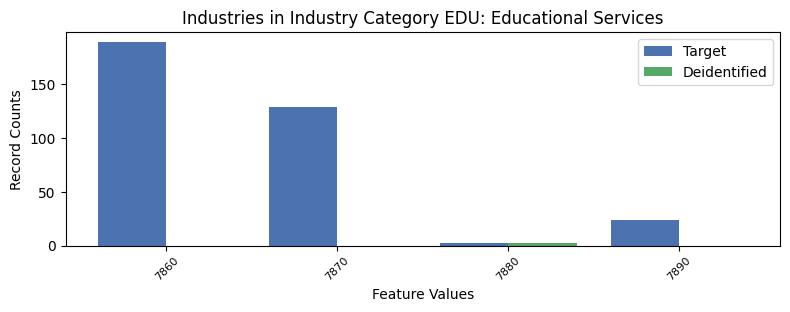 Industries in Industry Category EDU: Educational Services
Target
Deidentified
Record Counts
150
100
50
0
7860
7870
7880
7890
Feature Values